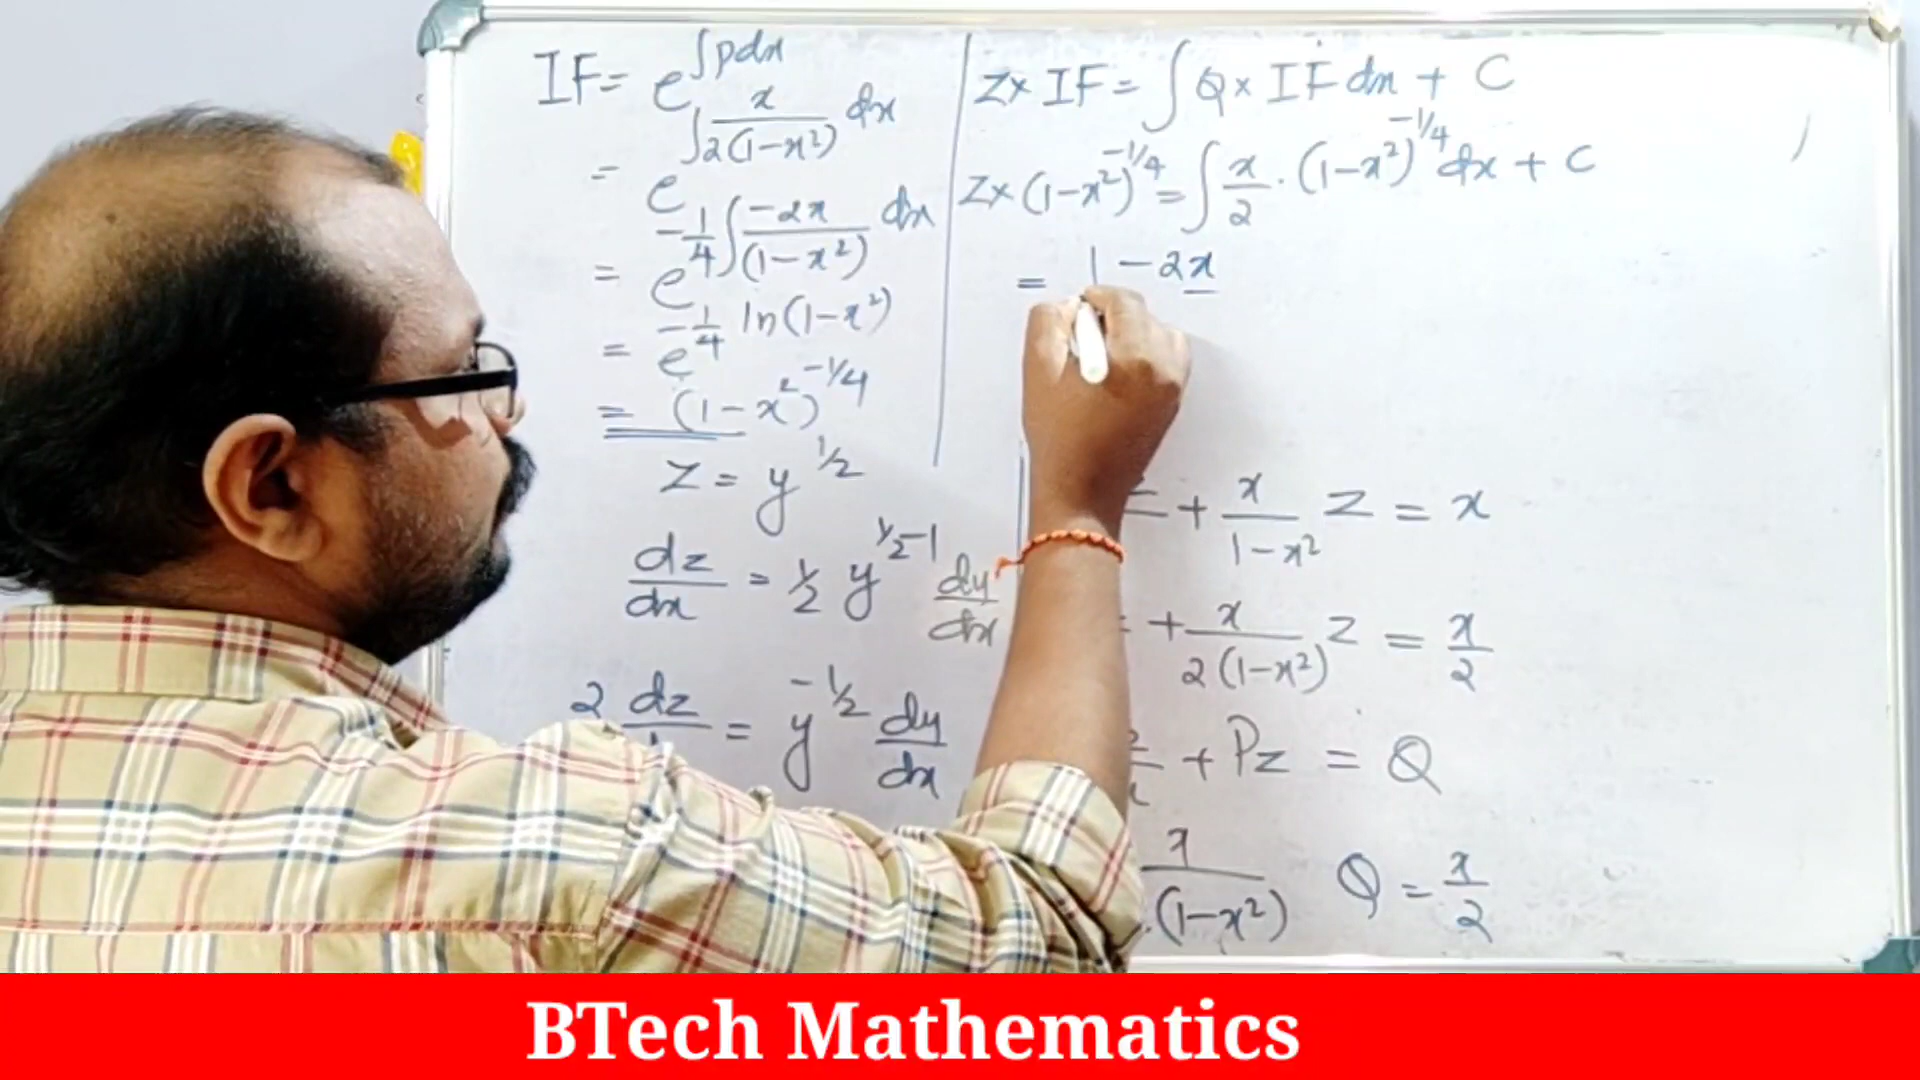 IF = e^{∫pdx}
= e^{∫ x/2(1-x²) dx}
= e^{-1/4 ∫ -2x/(1-x²) dx}
= e^{-1/4 ln(1-x²)}
= (1-x²)^{-1/4}
z = y^{1/2}
dz/dx = 1/2 y^{1/2-1} dy/dx
2 dz = y^{-1/2} dy/dx
z× IF = ∫ Q× IF dx + C
z× (1-x²)^{-1/4} = ∫ x/2 . (1-x²)^{-1/4} dx + C
= 1 -2x
+ x/1-x² z = x
+ x/2(1-x²) z = x/2
+ Pz = Q
x/(1-x²) Q = x/2
BTech Mathematics